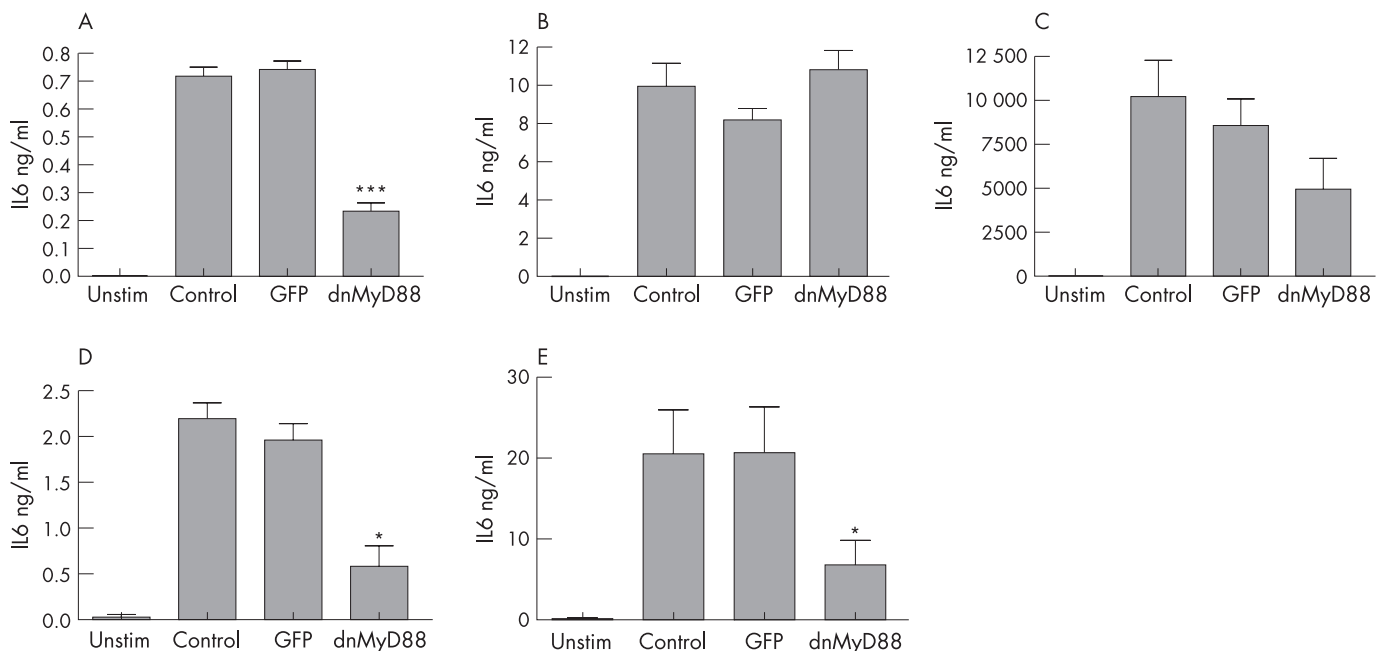 A
IL6 ng/ml
0.8
0.7
0.6
0.5
0.4
0.3
0.2
0.1
0.0
***
Unstim Control GFP dnMyD88
B
IL6 ng/ml
12
10
8
6
4
2
0
Unstim Control GFP dnMyD88
C
IL6 ng/ml
12 500
10 000
7500
5000
2500
0
Unstim Control GFP dnMyD88
D
IL6 ng/ml
2.5
2.0
1.5
1.0
0.5
0.0
*
Unstim Control GFP dnMyD88
E
IL6 ng/ml
30
20
10
0
*
Unstim Control GFP dnMyD88